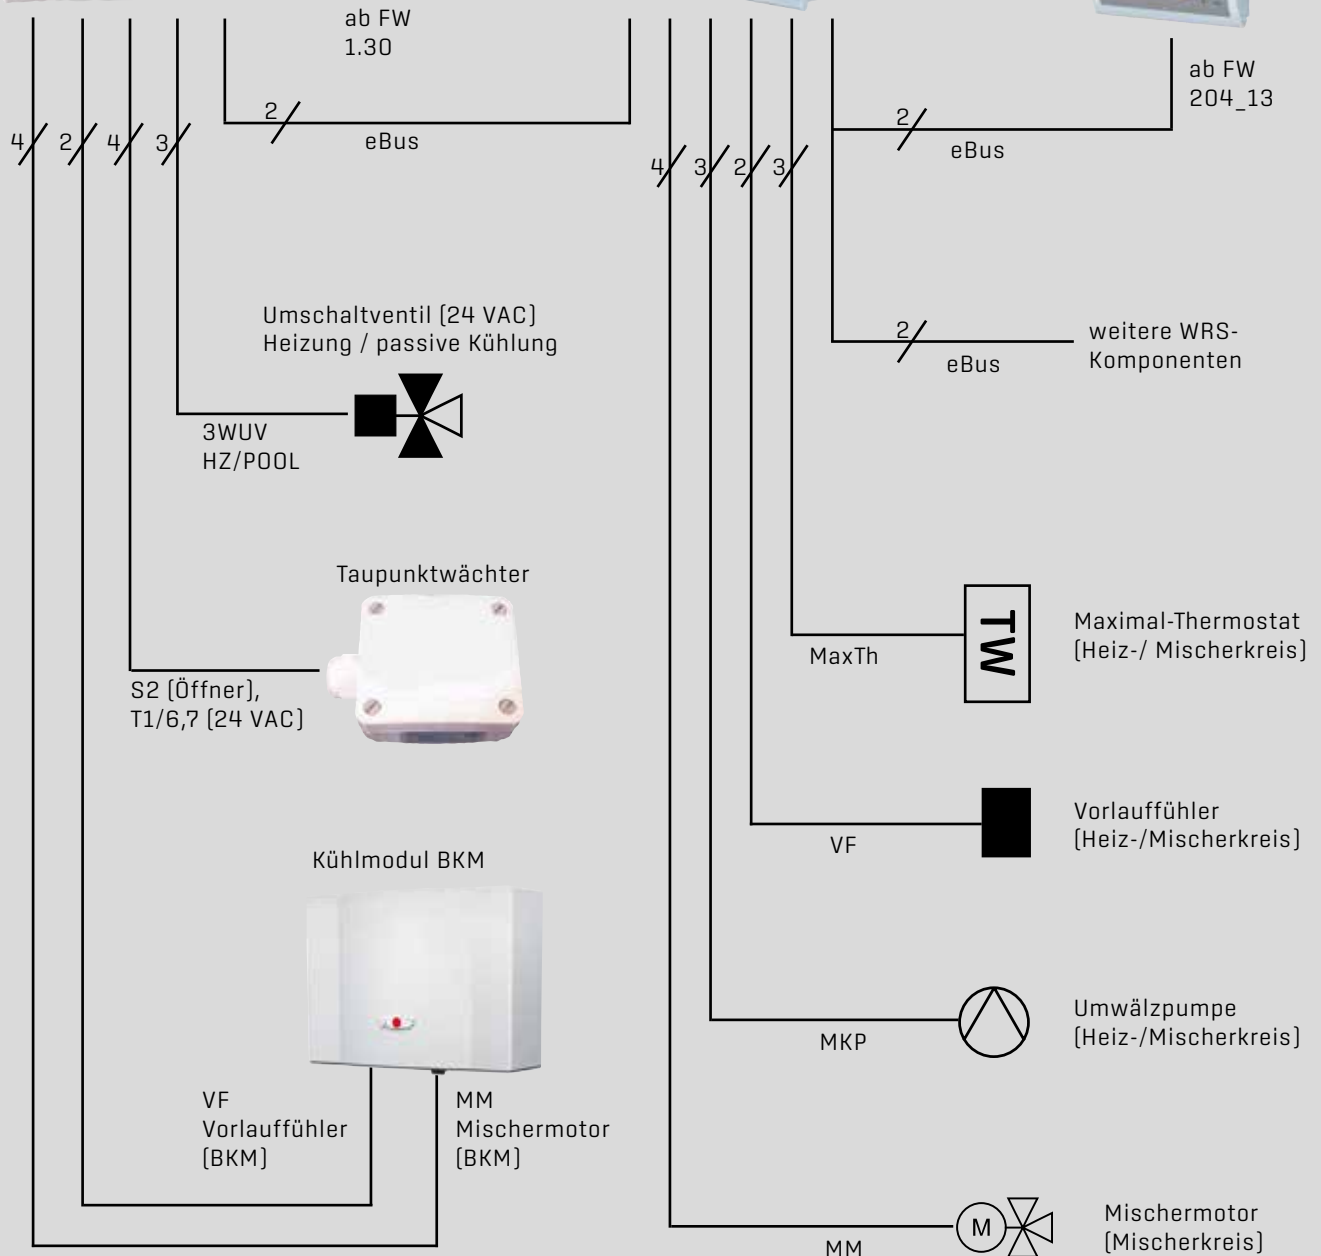 ab FW
1.30
ab FW
204_13
4
2
4
3
2
eBus
4
3
2
3
2
eBus
Umschaltventil (24 VAC)
Heizung / passive Kühlung
3WUV
HZ/POOL
2
eBus
weitere WRS-
Komponenten
Taupunktwächter
S2 (Öffner),
T1/6,7 (24 VAC)
MaxTh
TW
Maximal-Thermostat
(Heiz-/ Mischerkreis)
VF
Vorlauffühler
(Heiz-/Mischerkreis)
Kühlmodul BKM
VF
Vorlauffühler
(BKM)
MM
Mischermotor
(BKM)
MKP
Umwälzpumpe
(Heiz-/Mischerkreis)
MM
M
Mischermotor
(Mischerkreis)